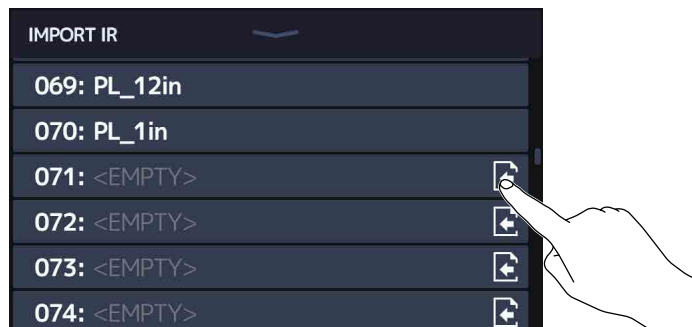 IMPORT IR
069: PL_12in
070: PL_1in
071: <EMPTY>
072: <EMPTY>
073: <EMPTY>
074: <EMPTY>